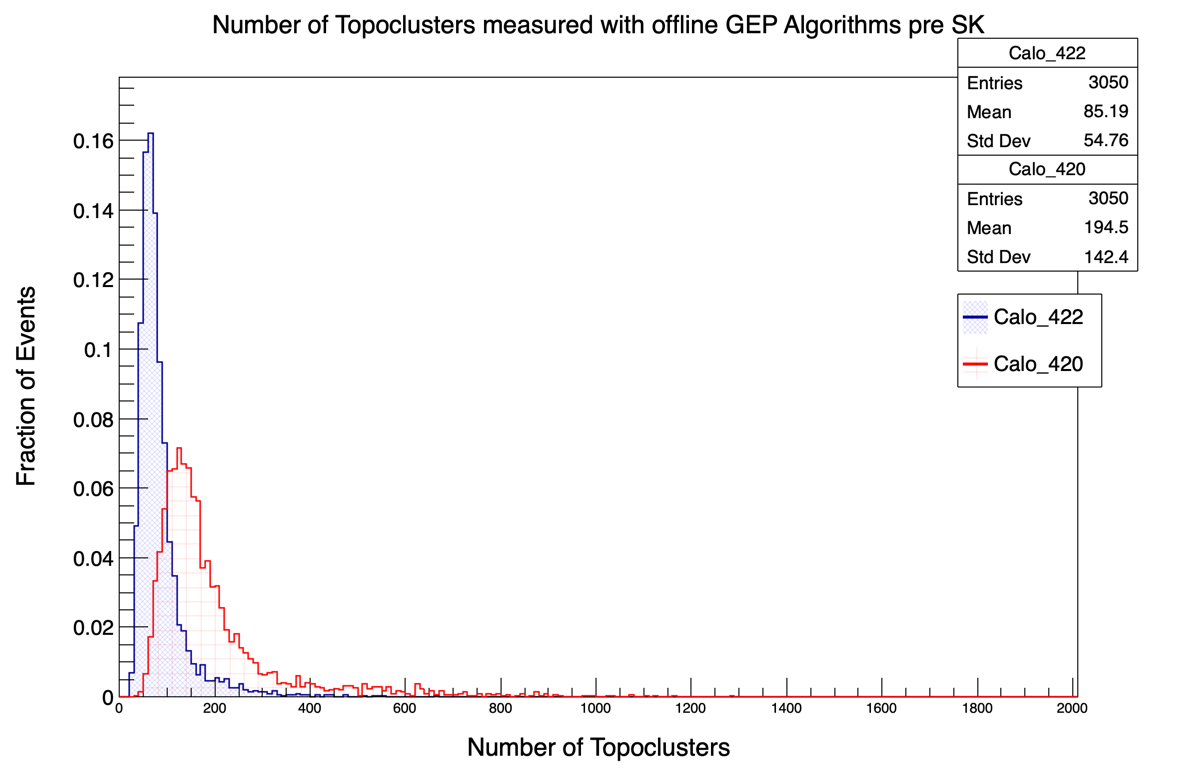 Number of Topoclusters measured with offline GEP Algorithms pre SK
Calo_422
Entries 3050
Mean 85.19
Std Dev 54.76
Calo_420
Entries 3050
Mean 194.5
Std Dev 142.4
Calo_422
Calo_420
Fraction of Events
0.16
0.14
0.12
0.1
0.08
0.06
0.04
0.02
0
0 200 400 600 800 1000 1200 1400 1600 1800 2000
Number of Topoclusters